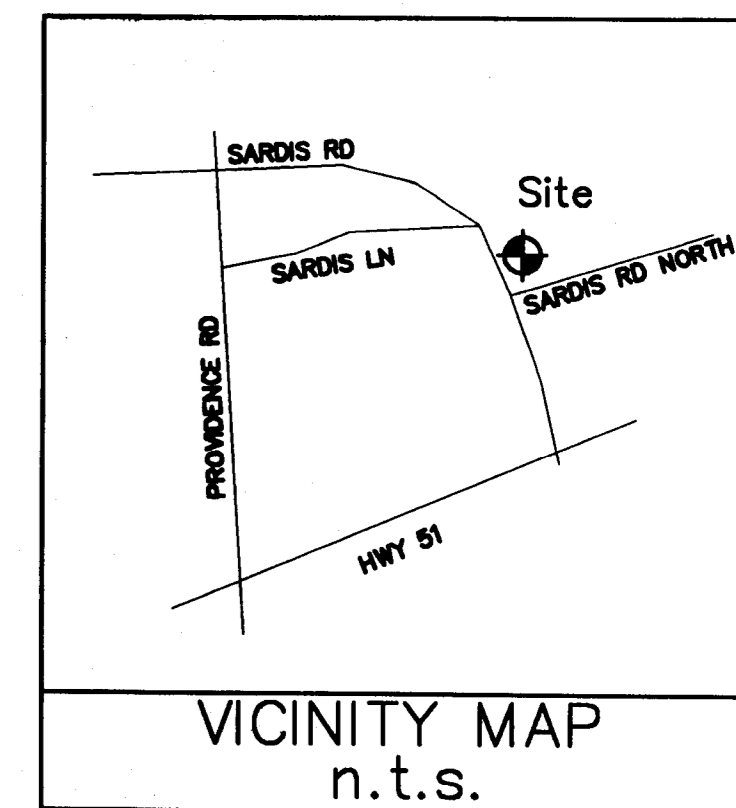 SARDIS RD
Site
SARDIS LN
SARDIS RD NORTH
PROVIDENCE RD
HWY 51
VICINITY MAP
n.t.s.